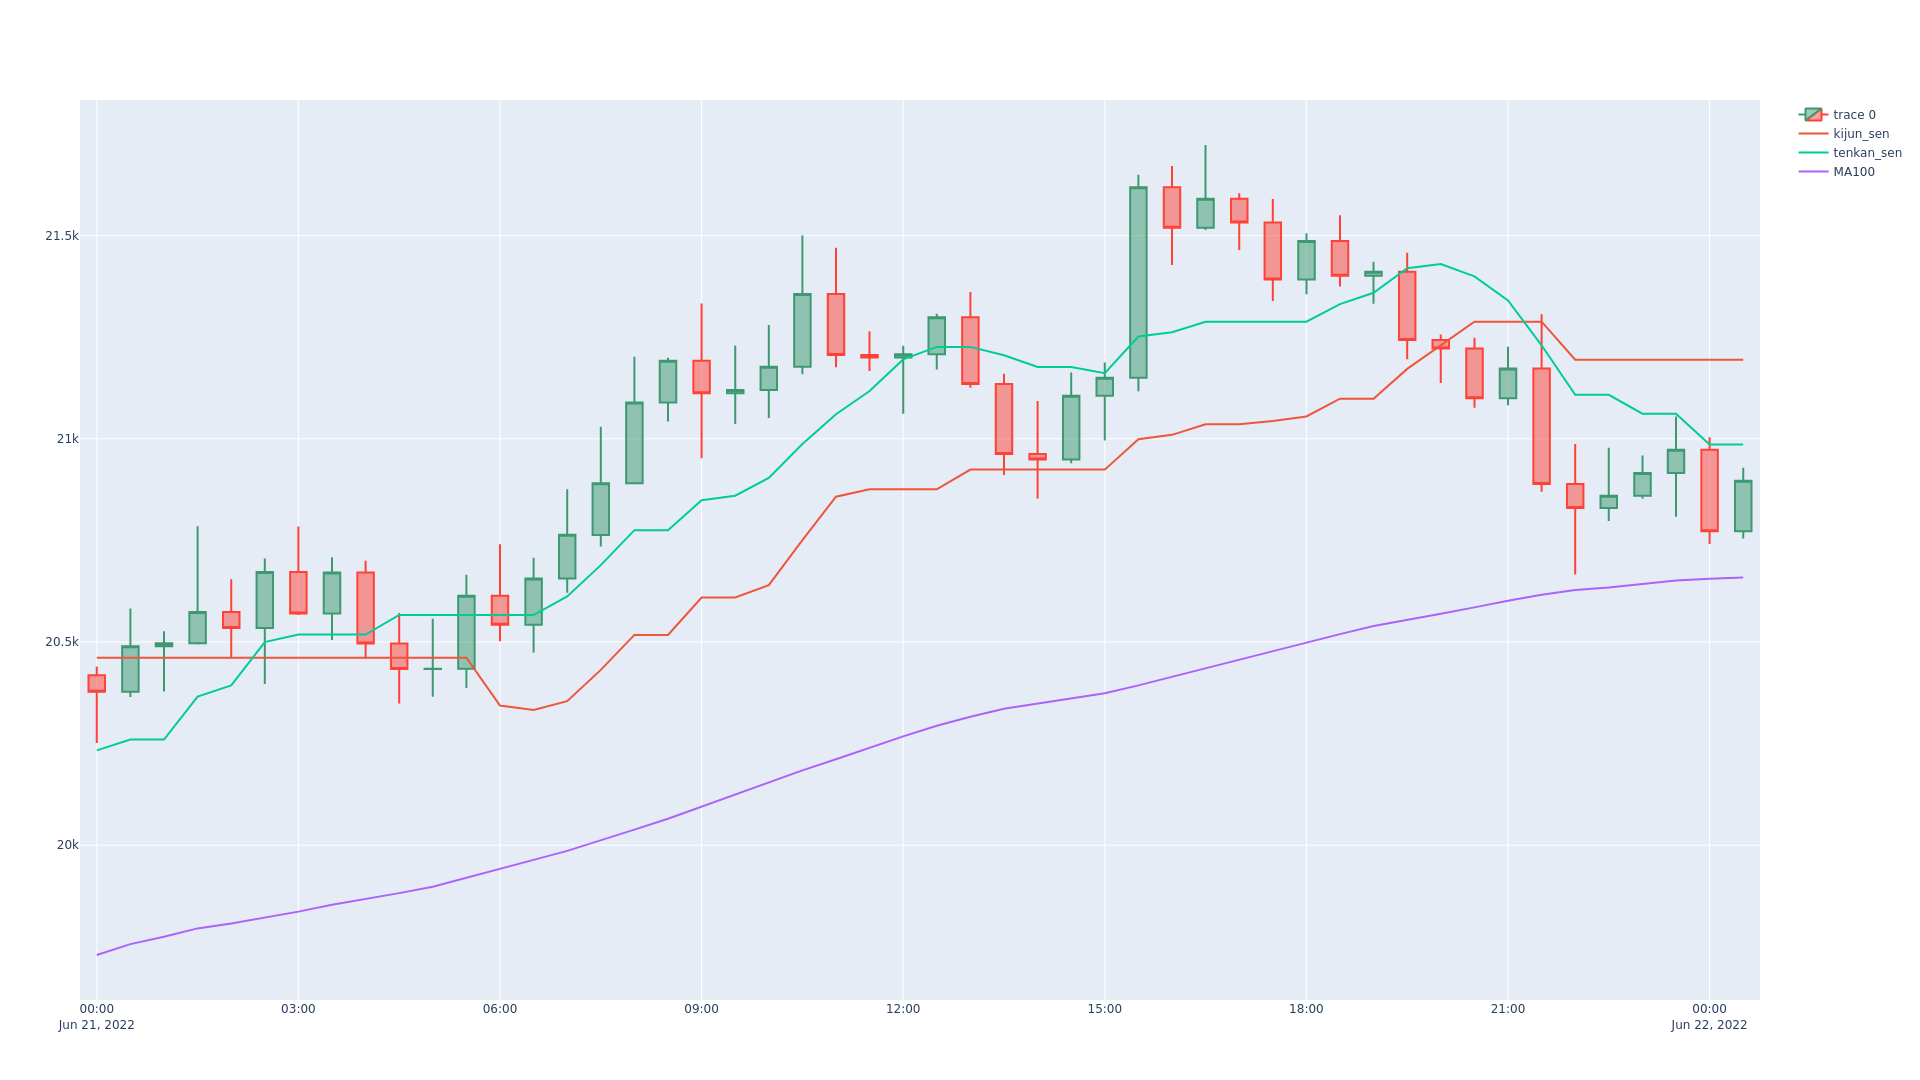 trace 0
kijun_sen
tenkan_sen
MA100
21.5k
21k
20.5k
20k
00:00 03:00 06:00 09:00 12:00 15:00 18:00 21:00 00:00
Jun 21, 2022 Jun 22, 2022